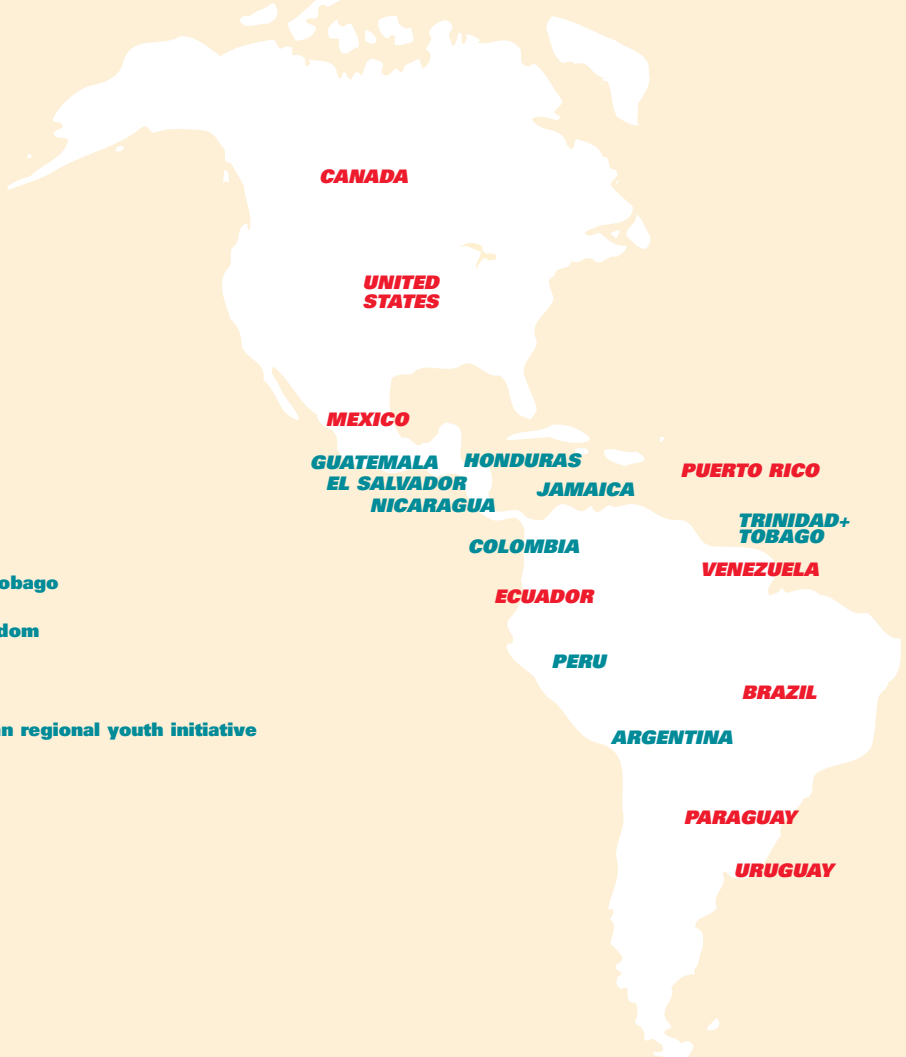 CANADA
UNITED
STATES
MEXICO
GUATEMALA
HONDURAS
EL SALVADOR
NICARAGUA
JAMAICA
PUERTO RICO
TRINIDAD+
TOBAGO
COLOMBIA
VENEZUELA
ECUADOR
PERU
BRAZIL
ARGENTINA
PARAGUAY
URUGUAY
obago
dom
n regional youth initiative